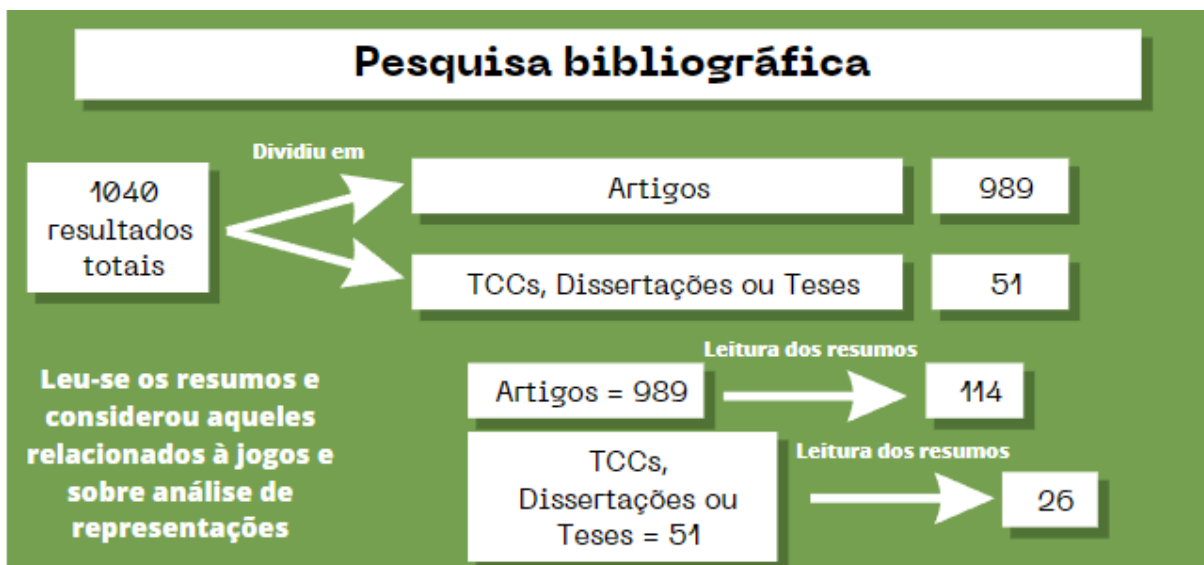 Pesquisa bibliográfica
Dividiu em
1040
resultados
totais
Artigos
989
TCCs, Dissertações ou Teses
51
Leu-se os resumos e
considerou aqueles
relacionados à jogos e
sobre análise de
representações
Leitura dos resumos
Artigos = 989
114
TCCs,
Dissertações ou
Teses = 51
Leitura dos resumos
26